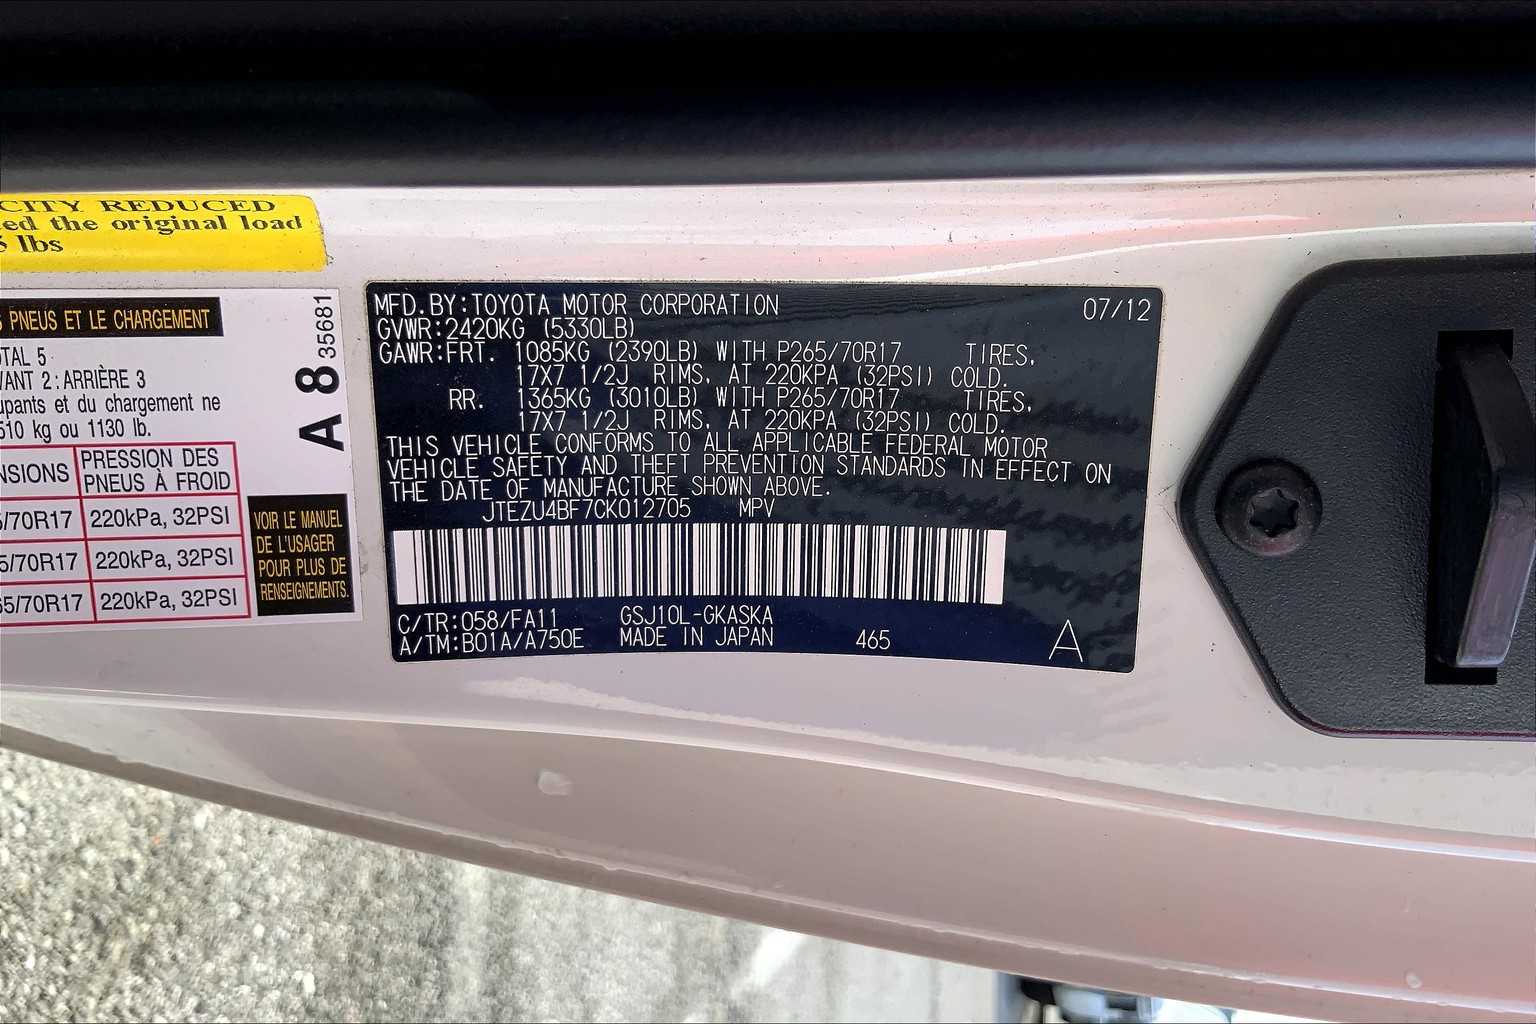 CITY REDUCED
the original load
lbs
PNEUS ET LE CHARGEMENT
5
2 : ARRIÈRE 3
et du chargement ne
510 kg ou 1130 lb.
PRESSION DES
PNEUS À FROID
/70R17 220kPa, 32PSI
5/70R17 220kPa, 32PSI
65/70R17 220kPa, 32PSI
VOIR LE MANUEL
DE L'USAGER
POUR PLUS DE
RENSEIGNEMENTS.
A 8 35681
MFD.BY:TOYOTA MOTOR CORPORATION 07/12
GVWR:2420KG (5330LB)
GAWR:FRT. 1085KG (2390LB) WITH P265/70R17 TIRES,
17X7 1/2J RIMS, AT 220KPA (32PSI) COLD.
RR. 1365KG (3010LB) WITH P265/70R17 TIRES,
17X7 1/2J RIMS, AT 220KPA (32PSI) COLD.
THIS VEHICLE CONFORMS TO ALL APPLICABLE FEDERAL MOTOR
VEHICLE SAFETY AND THEFT PREVENTION STANDARDS IN EFFECT ON
THE DATE OF MANUFACTURE SHOWN ABOVE.
JTEZU4BF7CK012705 MPV
C/TR:058/FA11 GSJ10L-GKASKA
A/TM:B01A/A750E MADE IN JAPAN 465 A